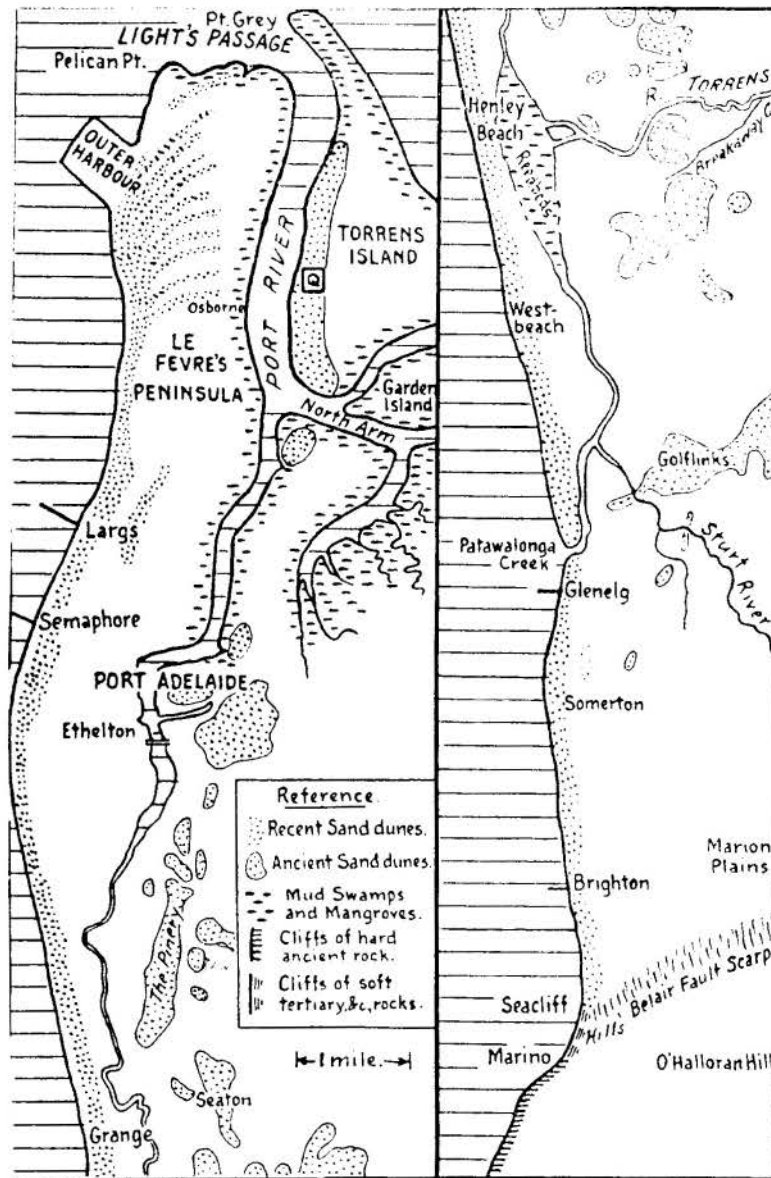 Pt. Grey
LIGHT'S PASSAGE
Pelican Pt.
OUTER
HARBOUR
PORT RIVER
TORRENS
ISLAND
Q
Osborne
LE
FEVRE'S
PENINSULA
Garden
Island
North Arm
Largs
Semaphore
PORT ADELAIDE
Ethelton
The Pinery
Seaton
Grange
Reference.
Recent Sand dunes.
Ancient Sand dunes.
Mud Swamps
and Mangroves.
Cliffs of hard
ancient rock.
Cliffs of soft
tertiary, &c, rocks.
1 mile.
Henley
Beach
R. TORRENS
Breakaway C
Reedbeds
West-
beach
Golflinks
Patawalonga
Creek
Sturt
River
Glenelg
Somerton
Marion
Plains
Brighton
Seacliff
Hills
Belair Fault Scarp
Marino
O'Halloran Hill